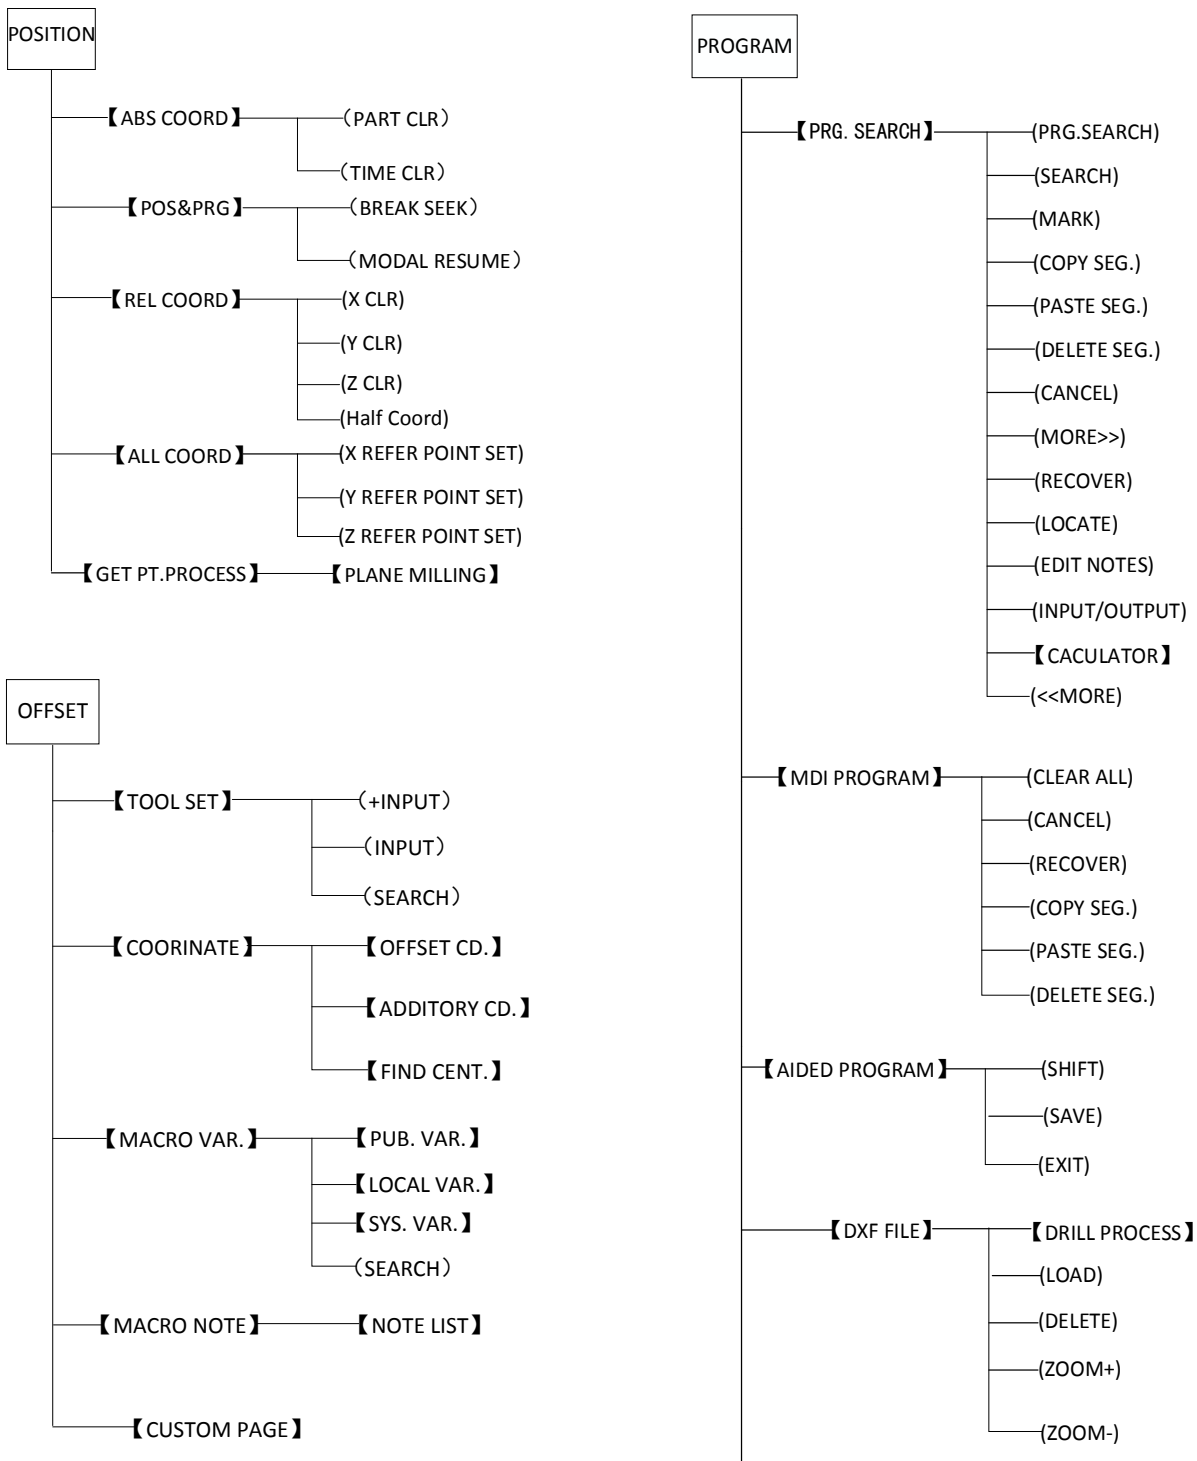 POSITION
【ABS COORD】
（PART CLR）
（TIME CLR）
【POS&PRG】
（BREAK SEEK）
（MODAL RESUME）
【REL COORD】
(X CLR)
(Y CLR)
(Z CLR)
(Half Coord)
【ALL COORD】
(X REFER POINT SET)
(Y REFER POINT SET)
(Z REFER POINT SET)
【GET PT.PROCESS】
【PLANE MILLING】
OFFSET
【TOOL SET】
（+INPUT）
（INPUT）
（SEARCH）
【COORINATE】
【OFFSET CD.】
【ADDITORY CD.】
【FIND CENT.】
【MACRO VAR.】
【PUB. VAR.】
【LOCAL VAR.】
【SYS. VAR.】
（SEARCH）
【MACRO NOTE】
【NOTE LIST】
【CUSTOM PAGE】
PROGRAM
【PRG. SEARCH】
(PRG.SEARCH)
(SEARCH)
(MARK)
(COPY SEG.)
(PASTE SEG.)
(DELETE SEG.)
(CANCEL)
(MORE>>)
(RECOVER)
(LOCATE)
(EDIT NOTES)
(INPUT/OUTPUT)
【CACULATOR】
(<<MORE)
【MDI PROGRAM】
(CLEAR ALL)
(CANCEL)
(RECOVER)
(COPY SEG.)
(PASTE SEG.)
(DELETE SEG.)
【AIDED PROGRAM】
(SHIFT)
(SAVE)
(EXIT)
【DXF FILE】
【DRILL PROCESS】
(LOAD)
(DELETE)
(ZOOM+)
(ZOOM-)